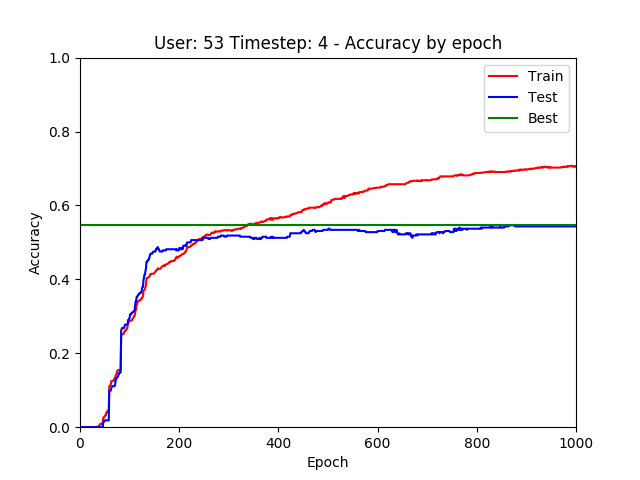 User: 53 Timestep: 4 - Accuracy by epoch
1.0
0.8
0.6
0.4
0.2
0.0
Accuracy
Train
Test
Best
0 200 400 600 800 1000
Epoch